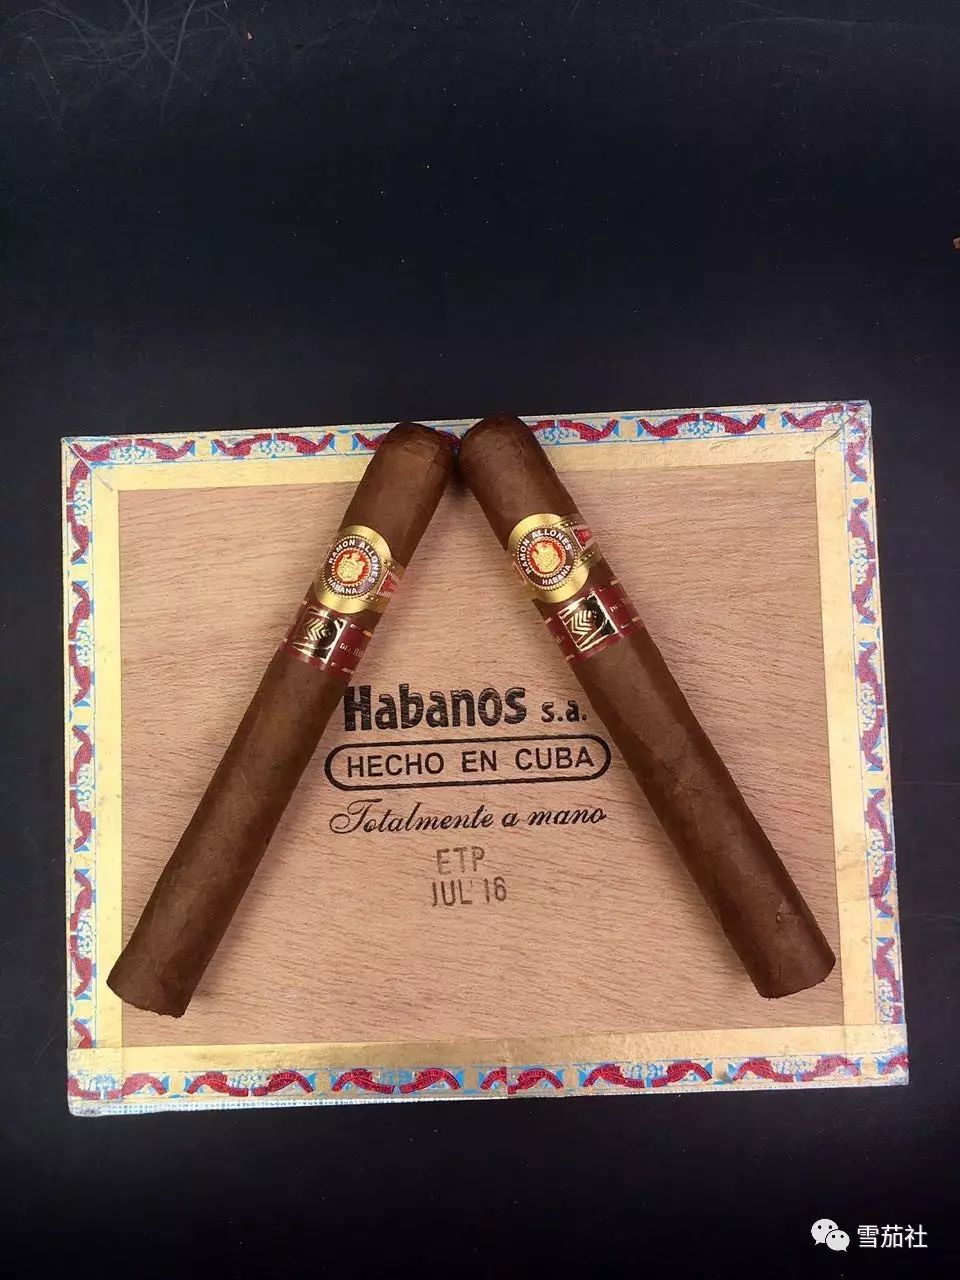 RAMON ALLONES
HABANA
RAMON ALLONES
HABANA
Habanos s.a.
HECHO EN CUBA
Totalmente a mano
ETP
JUL 16
雪茄社